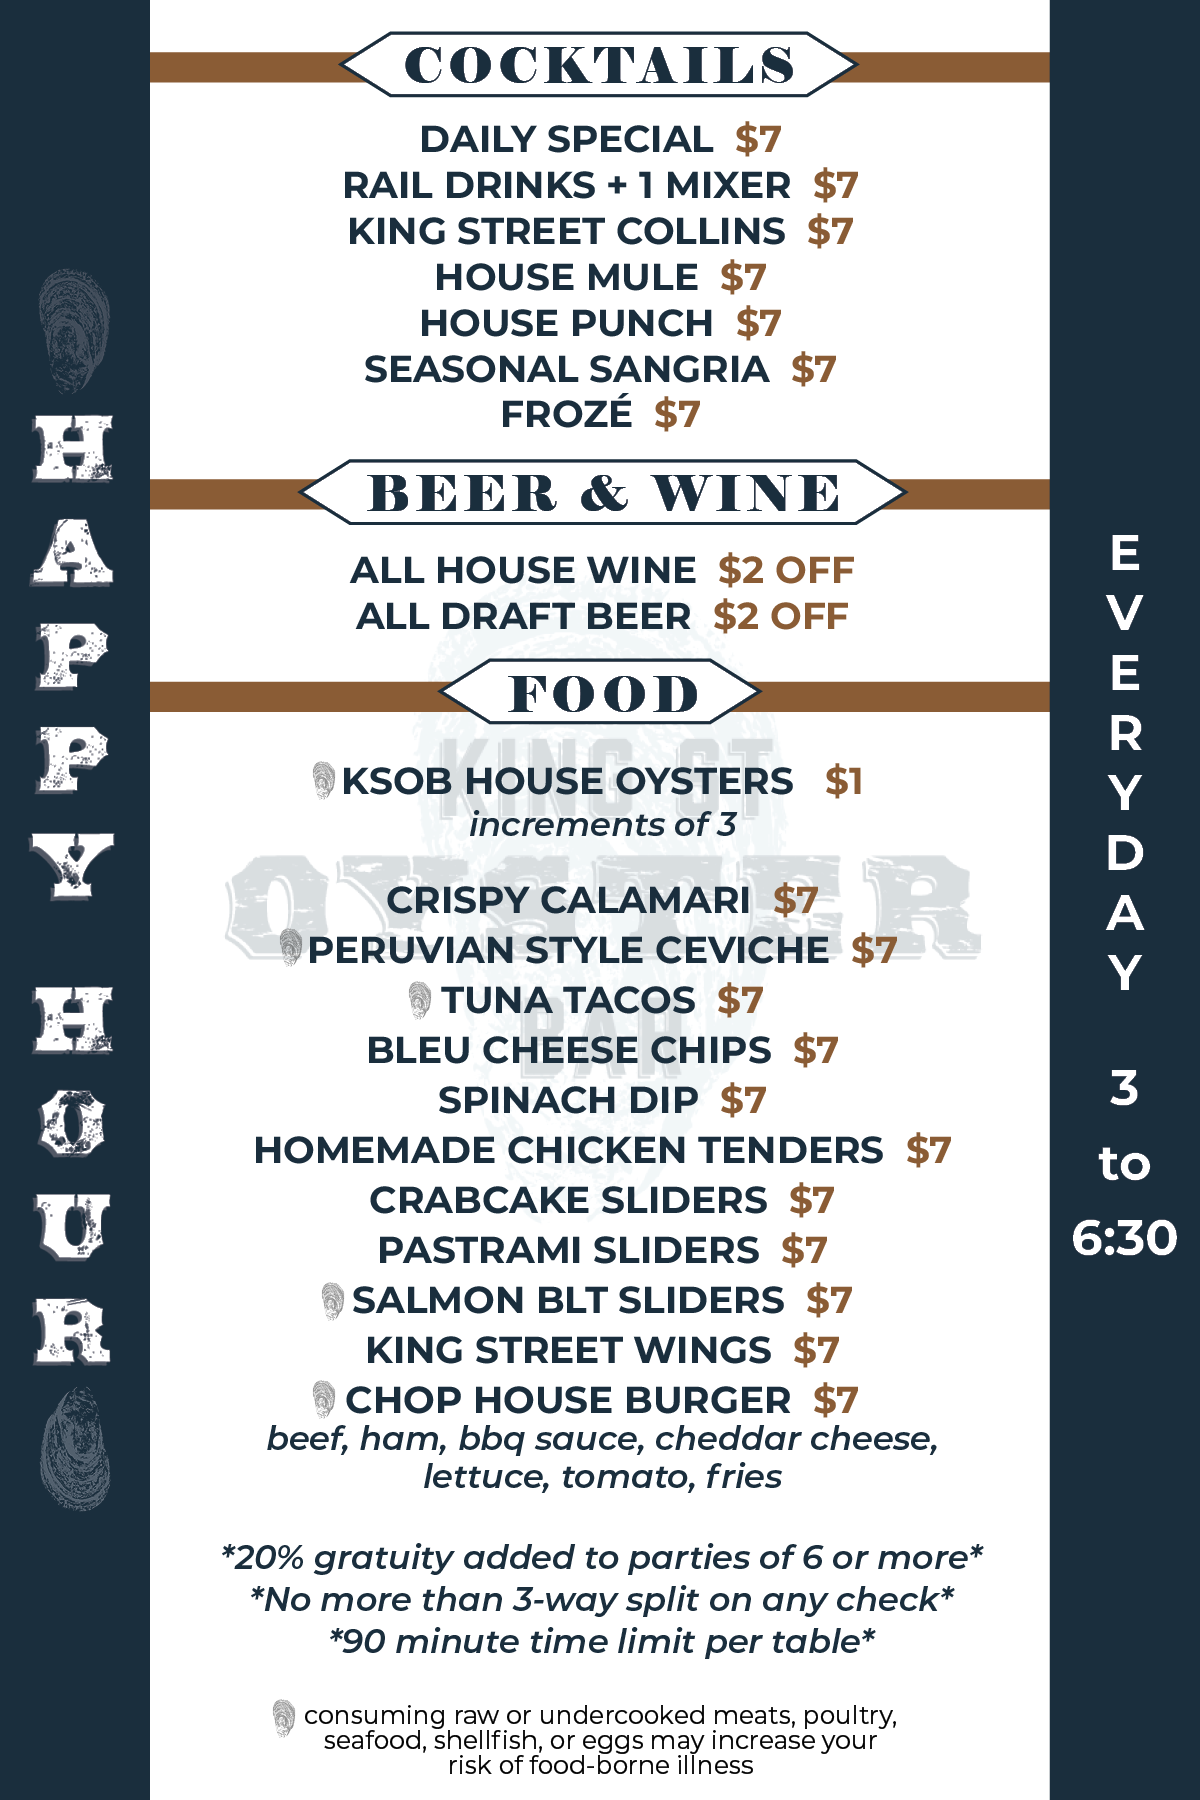 COCKTAILS
DAILY SPECIAL $7
RAIL DRINKS + 1 MIXER $7
KING STREET COLLINS $7
HOUSE MULE $7
HOUSE PUNCH $7
SEASONAL SANGRIA $7
FROZÉ $7
BEER & WINE
ALL HOUSE WINE $2 OFF
ALL DRAFT BEER $2 OFF
FOOD
KSOB HOUSE OYSTERS $1
increments of 3
CRISPY CALAMARI $7
PERUVIAN STYLE CEVICHE $7
TUNA TACOS $7
BLEU CHEESE CHIPS $7
SPINACH DIP $7
HOMEMADE CHICKEN TENDERS $7
CRABCAKE SLIDERS $7
PASTRAMI SLIDERS $7
SALMON BLT SLIDERS $7
KING STREET WINGS $7
CHOP HOUSE BURGER $7
beef, ham, bbq sauce, cheddar cheese,
lettuce, tomato, fries
*20% gratuity added to parties of 6 or more*
*No more than 3-way split on any check*
*90 minute time limit per table*
consuming raw or undercooked meats, poultry,
seafood, shellfish, or eggs may increase your
risk of food-borne illness
HAPPY HOUR
EVERYDAY
3
to
6:30
KING ST
OYSTER
BAR